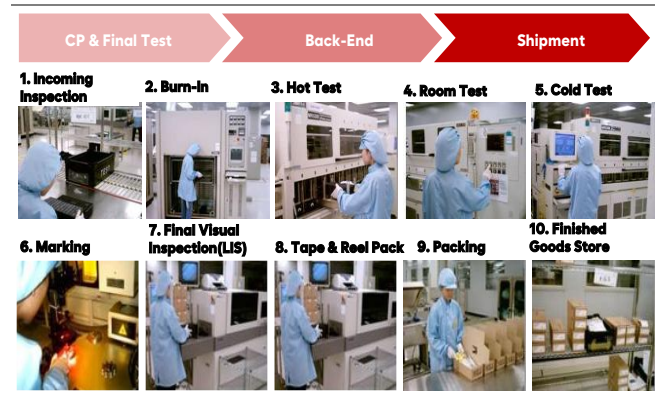 CP & Final Test
Back-End
Shipment
1. Incoming
Inspection
2. Burn-In
3. Hot Test
4. Room Test
5. Cold Test
6. Marking
7. Final Visual
Inspection(LIS)
8. Tape & Reel Pack
9. Packing
10. Finished
Goods Store